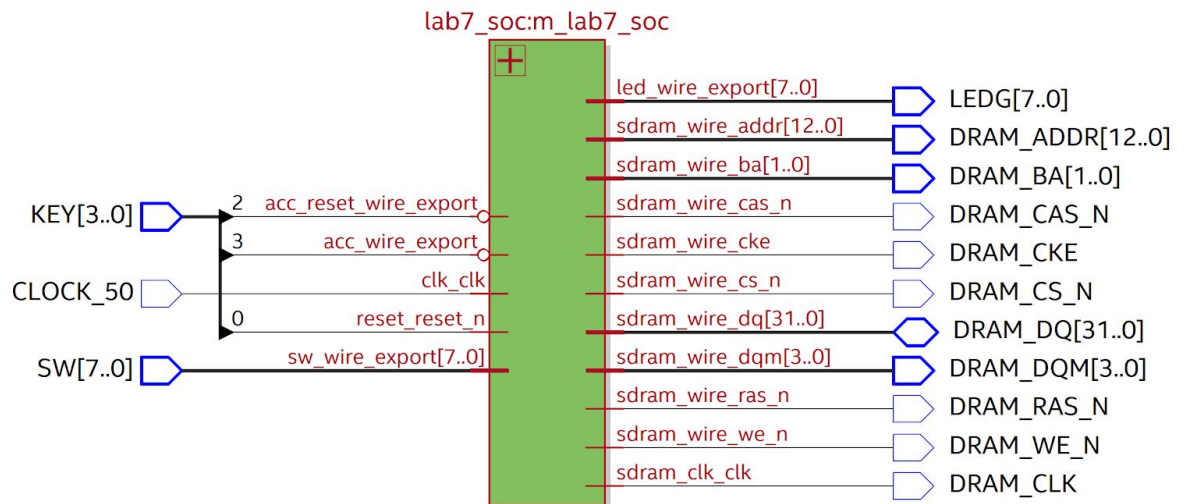 lab7_soc:m_lab7_soc
led_wire_export[7..0] LEDG[7..0]
sdram_wire_addr[12..0] DRAM_ADDR[12..0]
sdram_wire_ba[1..0] DRAM_BA[1..0]
KEY[3..0] 2 acc_reset_wire_export sdram_wire_cas_n DRAM_CAS_N
3 acc_wire_export sdram_wire_cke DRAM_CKE
CLOCK_50 clk_clk sdram_wire_cs_n DRAM_CS_N
0 reset_reset_n sdram_wire_dq[31..0] DRAM_DQ[31..0]
SW[7..0] sw_wire_export[7..0] sdram_wire_dqm[3..0] DRAM_DQM[3..0]
sdram_wire_ras_n DRAM_RAS_N
sdram_wire_we_n DRAM_WE_N
sdram_clk_clk DRAM_CLK